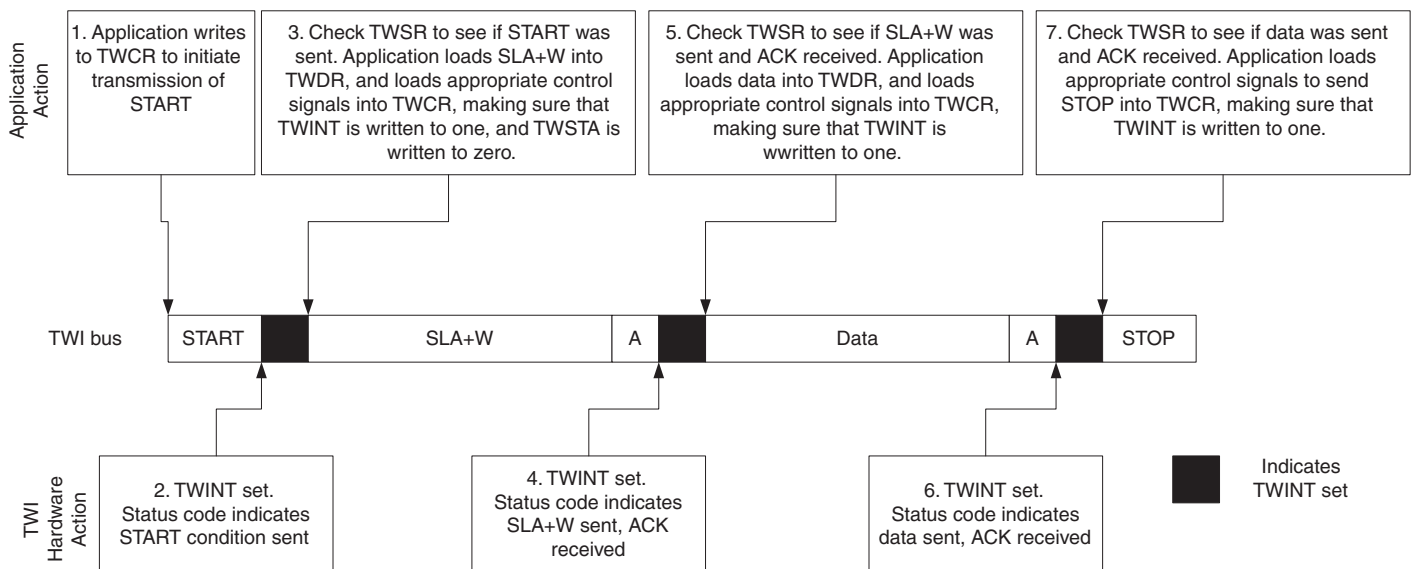 Application
Action
1. Application writes
to TWCR to initiate
transmission of
START
3. Check TWSR to see if START was
sent. Application loads SLA+W into
TWDR, and loads appropriate control
signals into TWCR, making sure that
TWINT is written to one, and TWSTA is
written to zero.
5. Check TWSR to see if SLA+W was
sent and ACK received. Application
loads data into TWDR, and loads
appropriate control signals into TWCR,
making sure that TWINT is
wwritten to one.
7. Check TWSR to see if data was sent
and ACK received. Application loads
appropriate control signals to send
STOP into TWCR, making sure that
TWINT is written to one.
TWI bus
START
SLA+W
A
Data
A
STOP
TWI
Hardware
Action
2. TWINT set.
Status code indicates
START condition sent
4. TWINT set.
Status code indicates
SLA+W sent, ACK
received
6. TWINT set.
Status code indicates
data sent, ACK received
Indicates
TWINT set